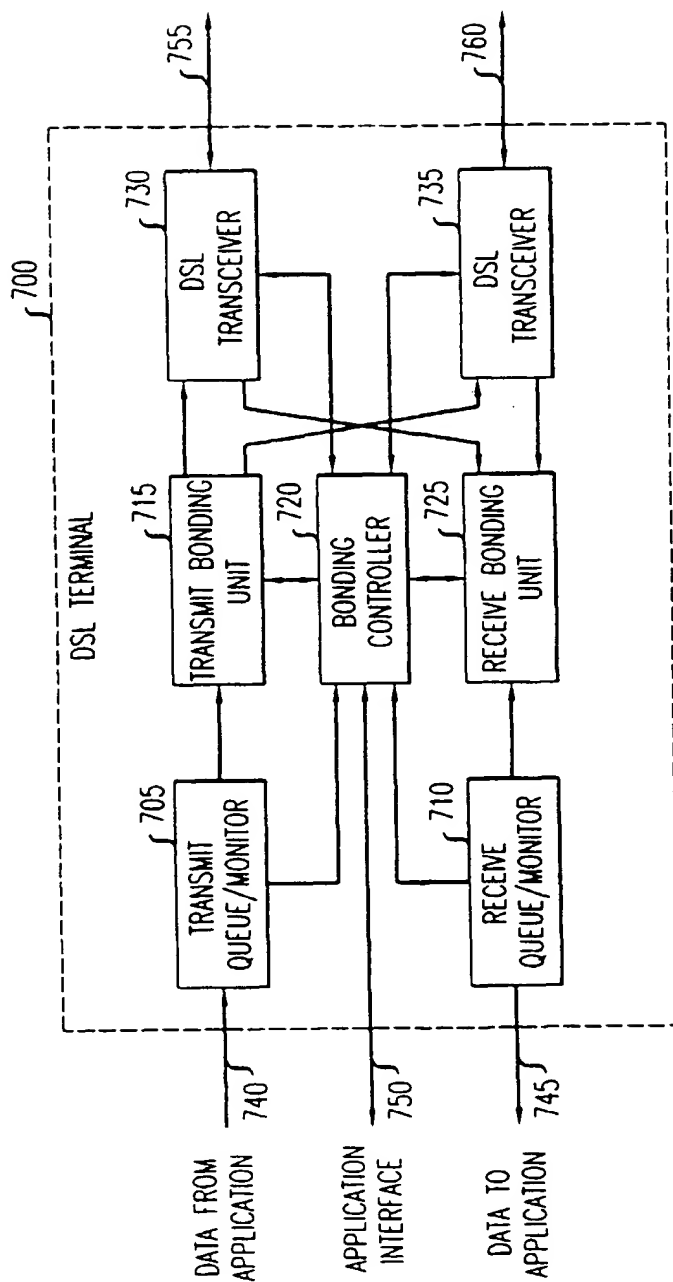 700
DSL TERMINAL
705
TRANSMIT
QUEUE/MONITOR
715
TRANSMIT BONDING
UNIT
730
DSL
TRANSCEIVER
755
DATA FROM
APPLICATION
740
720
BONDING
CONTROLLER
APPLICATION
INTERFACE
750
710
RECEIVE
QUEUE/MONITOR
725
RECEIVE BONDING
UNIT
735
DSL
TRANSCEIVER
760
DATA TO
APPLICATION
745